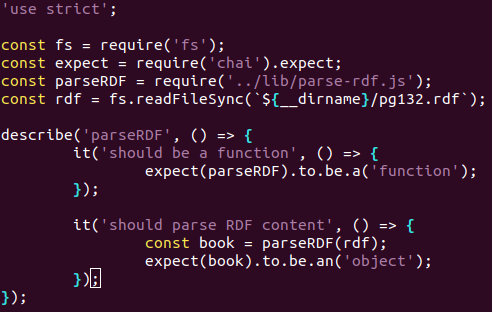 'use strict';

const fs = require('fs');
const expect = require('chai').expect;
const parseRDF = require('../lib/parse-rdf.js');
const rdf = fs.readFileSync(`${__dirname}/pg132.rdf`);

describe('parseRDF', () => {
        it('should be a function', () => {
                expect(parseRDF).to.be.a('function');
        });

        it('should parse RDF content', () => {
                const book = parseRDF(rdf);
                expect(book).to.be.an('object');
        });
});